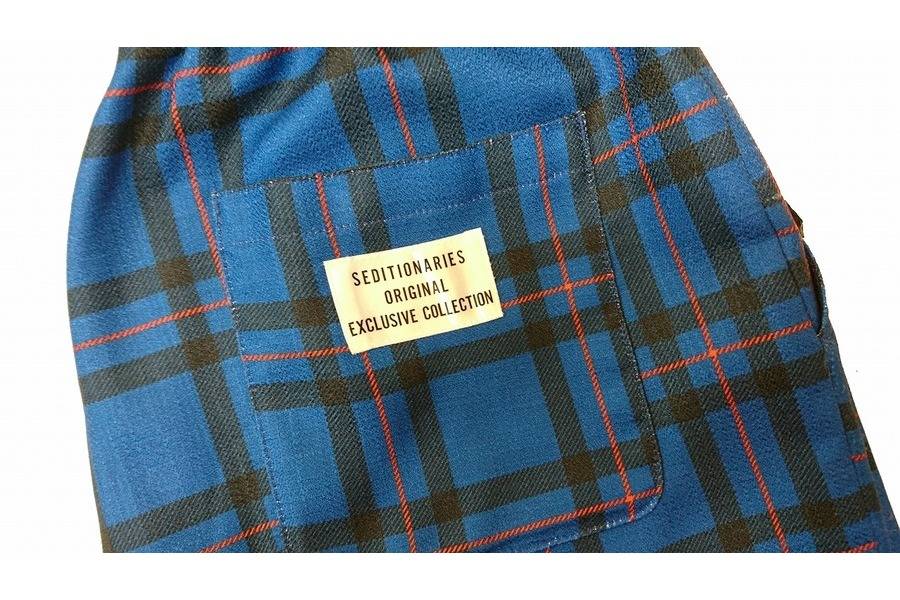 SEDITIONARIES
ORIGINAL
EXCLUSIVE COLLECTION